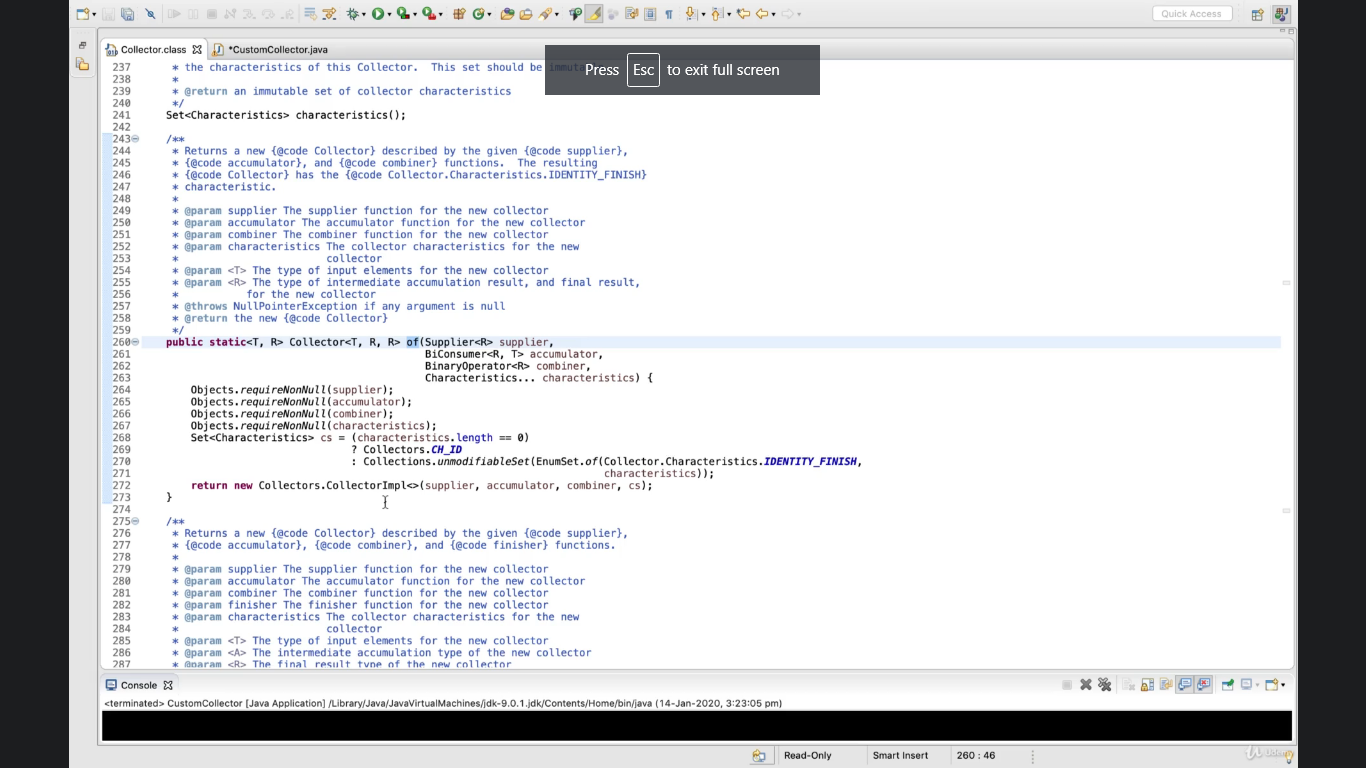 Quick Access
Collector.class
*CustomCollector.java
Press Esc to exit full screen
237 * the characteristics of this Collector. This set should be
238 *
239 * @return an immutable set of collector characteristics
240 */
241 Set<Characteristics> characteristics();
242
243 /**
244 * Returns a new {@code Collector} described by the given {@code supplier},
245 * {@code accumulator}, and {@code combiner} functions. The resulting
246 * {@code Collector} has the {@code Collector.Characteristics.IDENTITY_FINISH}
247 * characteristic.
248 *
249 * @param supplier The supplier function for the new collector
250 * @param accumulator The accumulator function for the new collector
251 * @param combiner The combiner function for the new collector
252 * @param characteristics The collector characteristics for the new
253 * collector
254 * @param <T> The type of input elements for the new collector
255 * @param <R> The type of intermediate accumulation result, and final result,
256 * for the new collector
257 * @throws NullPointerException if any argument is null
258 * @return the new {@code Collector}
259 */
260 public static<T, R> Collector<T, R, R> of(Supplier<R> supplier,
261 BiConsumer<R, T> accumulator,
262 BinaryOperator<R> combiner,
263 Characteristics... characteristics) {
264 Objects.requireNonNull(supplier);
265 Objects.requireNonNull(accumulator);
266 Objects.requireNonNull(combiner);
267 Objects.requireNonNull(characteristics);
268 Set<Characteristics> cs = (characteristics.length == 0)
269 ? Collectors.CH_ID
270 : Collections.unmodifiableSet(EnumSet.of(Collector.Characteristics.IDENTITY_FINISH,
271 characteristics));
272 return new Collectors.CollectorImpl<>(supplier, accumulator, combiner, cs);
273 }
274
275 /**
276 * Returns a new {@code Collector} described by the given {@code supplier},
277 * {@code accumulator}, {@code combiner}, and {@code finisher} functions.
278 *
279 * @param supplier The supplier function for the new collector
280 * @param accumulator The accumulator function for the new collector
281 * @param combiner The combiner function for the new collector
282 * @param finisher The finisher function for the new collector
283 * @param characteristics The collector characteristics for the new
284 * collector
285 * @param <T> The type of input elements for the new collector
286 * @param <A> The intermediate accumulation type of the new collector
287 * @param <R> The final result type of the new collector
Console
<terminated> CustomCollector [Java Application] /Library/Java/JavaVirtualMachines/jdk-9.0.1.jdk/Contents/Home/bin/java (14-Jan-2020, 3:23:05 pm)
Read-Only
Smart Insert
260 : 46